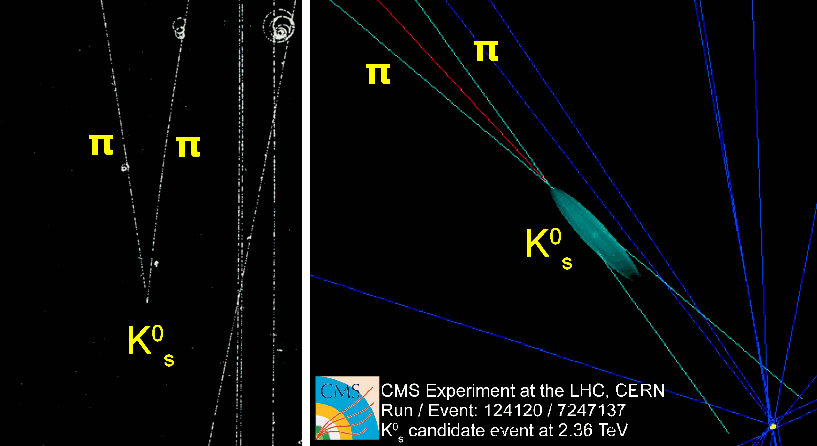 π π
K⁰s
π
π
K⁰s
CMS
CMS Experiment at the LHC, CERN
Run / Event: 124120 / 7247137
K⁰s candidate event at 2.36 TeV